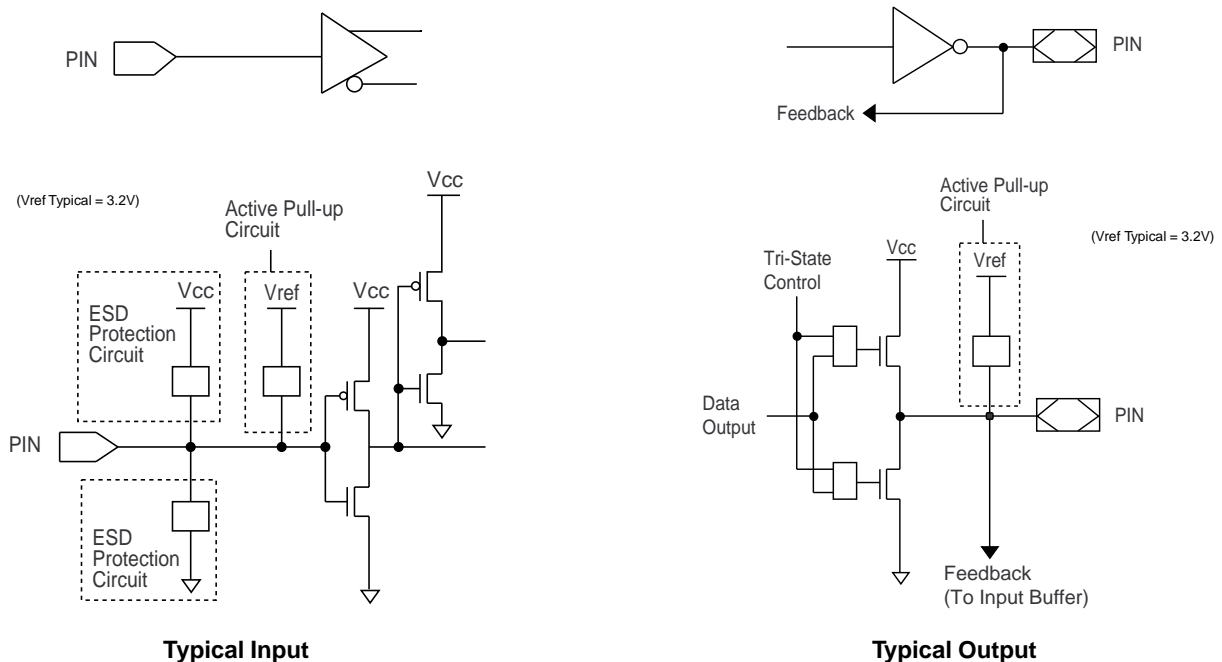 PIN
PIN
Feedback
(Vref Typical = 3.2V)
Active Pull-up
Circuit
Vcc
ESD
Protection
Circuit
Vcc
Vref
Vcc
PIN
ESD
Protection
Circuit
Typical Input
Active Pull-up
Circuit
(Vref Typical = 3.2V)
Tri-State
Control
Vcc
Vref
Data
Output
PIN
Feedback
(To Input Buffer)
Typical Output